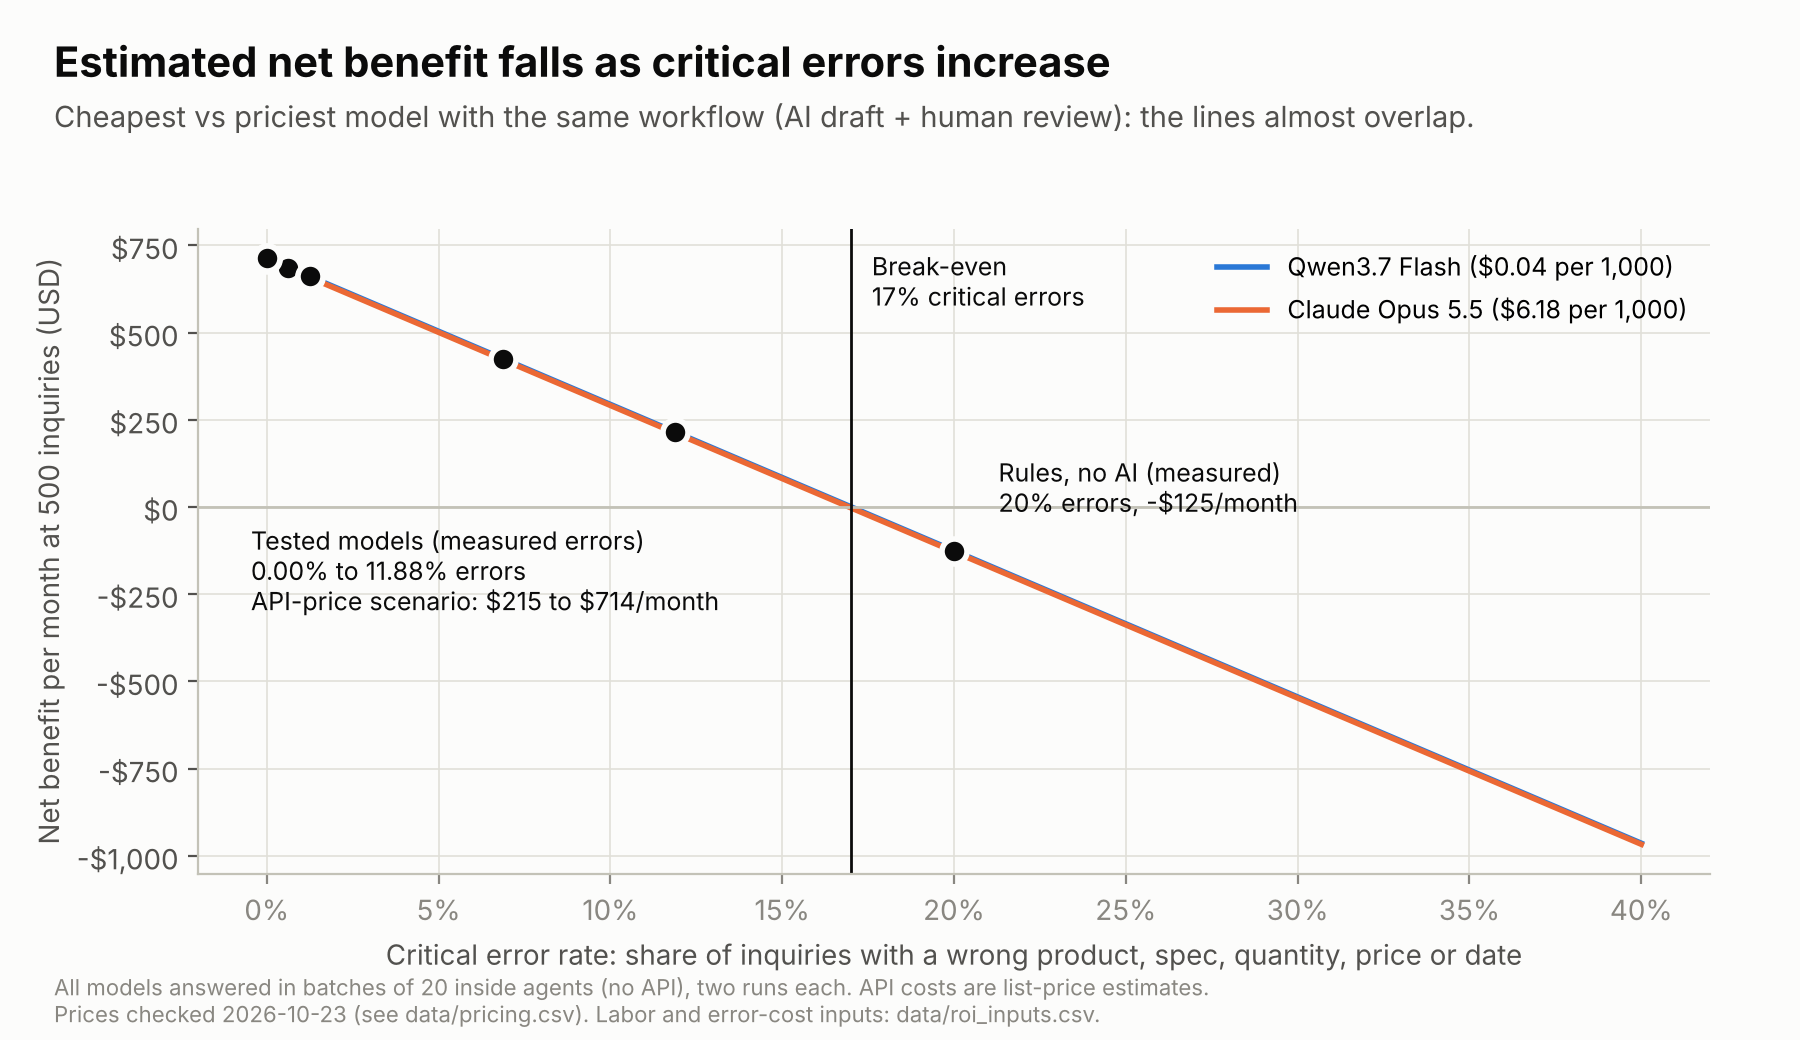 Estimated net benefit falls as critical errors increase
Cheapest vs priciest model with the same workflow (AI draft + human review): the lines almost overlap.
Net benefit per month at 500 inquiries (USD)
$750
$500
$250
$0
-$250
-$500
-$750
-$1,000
Break-even
17% critical errors
Qwen3.7 Flash ($0.04 per 1,000)
Claude Opus 5.5 ($6.18 per 1,000)
Rules, no AI (measured)
20% errors, -$125/month
Tested models (measured errors)
0.00% to 11.88% errors
API-price scenario: $215 to $714/month
0%
5%
10%
15%
20%
25%
30%
35%
40%
Critical error rate: share of inquiries with a wrong product, spec, quantity, price or date
All models answered in batches of 20 inside agents (no API), two runs each. API costs are list-price estimates.
Prices checked 2026-10-23 (see data/pricing.csv). Labor and error-cost inputs: data/roi_inputs.csv.